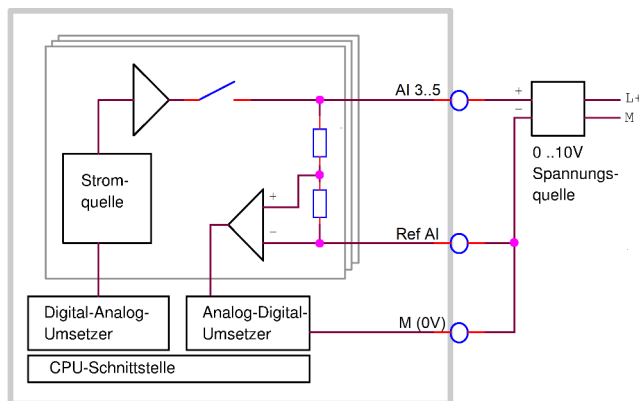 AI 3..5
+
−
L+
M
0 ..10V
Spannungs-
quelle
Strom-
quelle
+
−
Ref AI
Digital-Analog-
Umsetzer
Analog-Digital-
Umsetzer
M (0V)
CPU-Schnittstelle